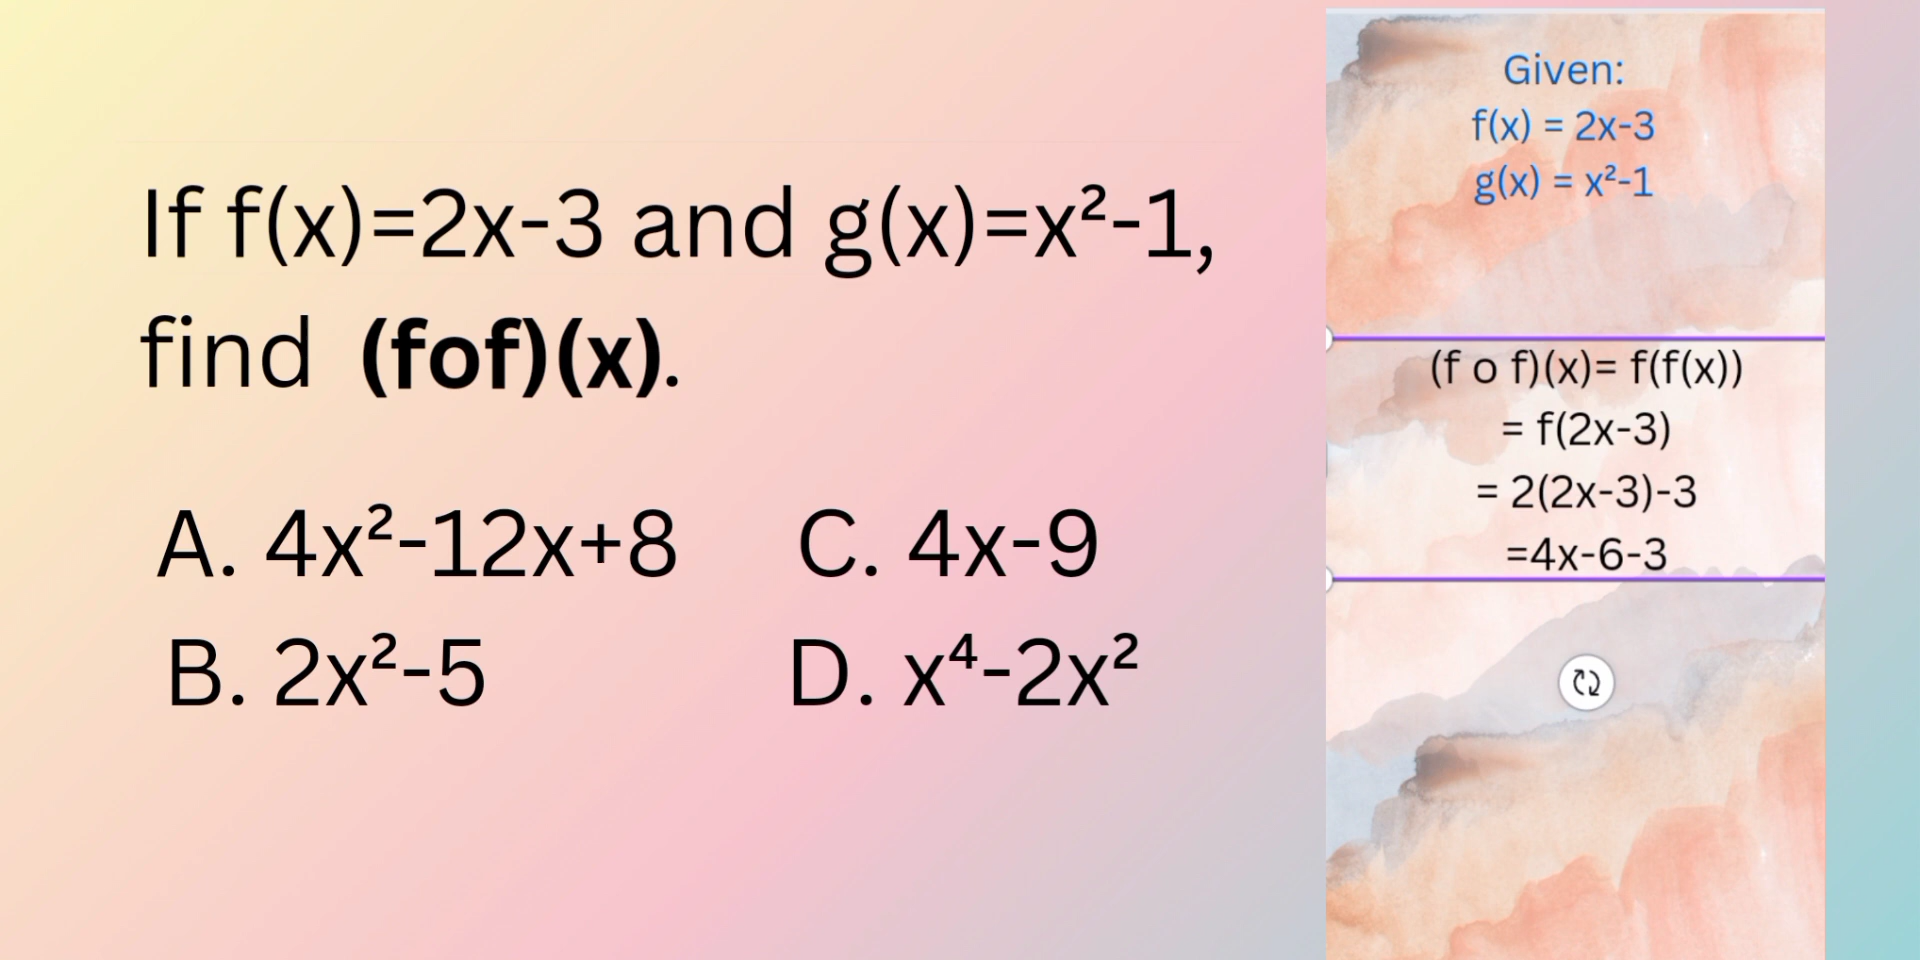 If f(x)=2x-3 and g(x)=x²-1,
find (fof)(x).
A. 4x²-12x+8
C. 4x-9
B. 2x²-5
D. x⁴-2x²
Given:
f(x) = 2x-3
g(x) = x²-1
(f o f)(x)= f(f(x))
= f(2x-3)
= 2(2x-3)-3
=4x-6-3